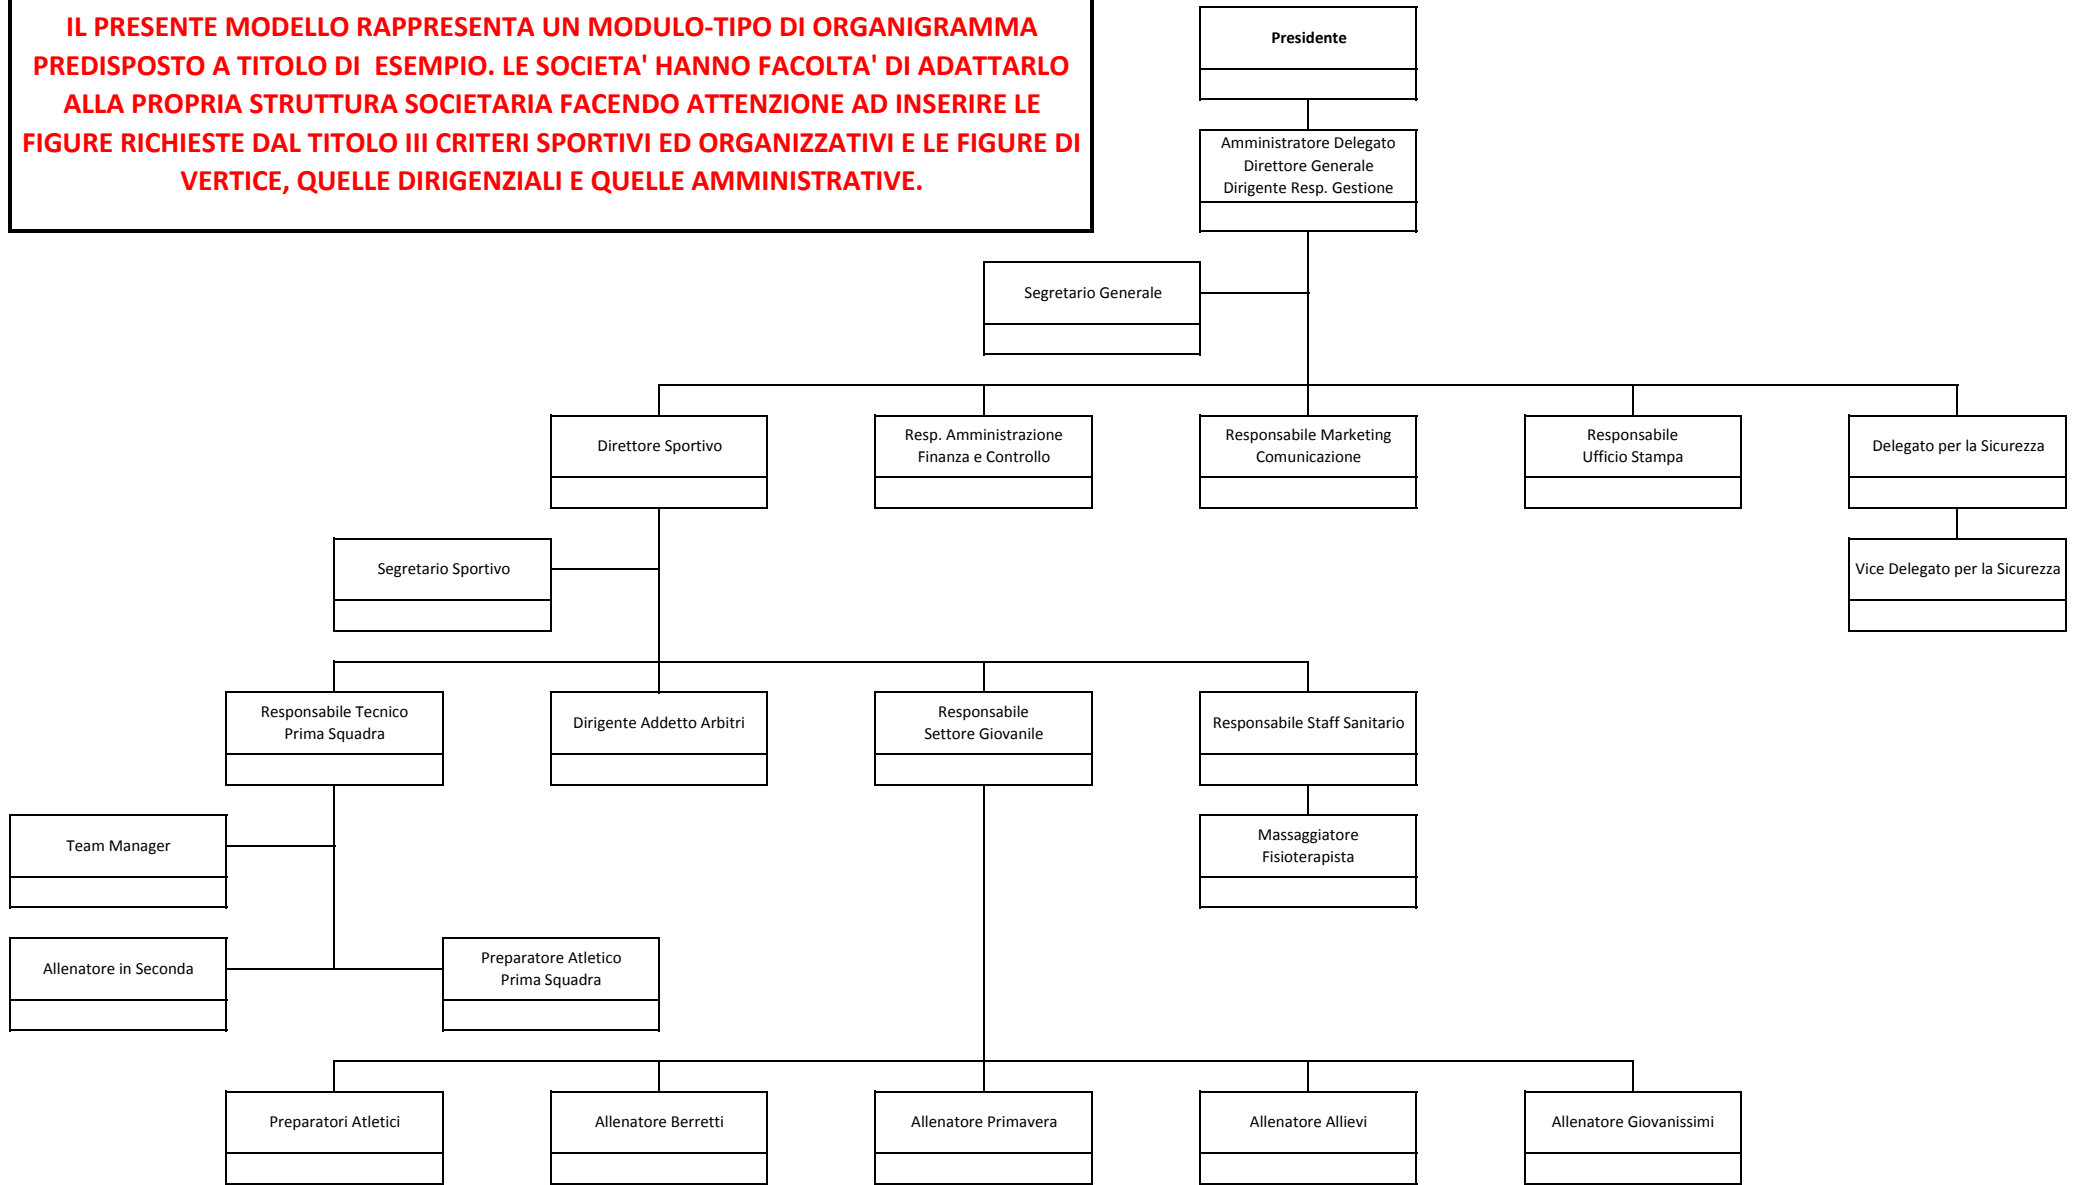 IL PRESENTE MODELLO RAPPRESENTA UN MODULO-TIPO DI ORGANIGRAMMA
PREDISPOSTO A TITOLO DI  ESEMPIO. LE SOCIETA' HANNO FACOLTA' DI ADATTARLO
ALLA PROPRIA STRUTTURA SOCIETARIA FACENDO ATTENZIONE AD INSERIRE LE
FIGURE RICHIESTE DAL TITOLO III CRITERI SPORTIVI ED ORGANIZZATIVI E LE FIGURE DI
VERTICE, QUELLE DIRIGENZIALI E QUELLE AMMINISTRATIVE.
Presidente
Amministratore Delegato
Direttore Generale
Dirigente Resp. Gestione
Segretario Generale
Direttore Sportivo
Resp. Amministrazione
Finanza e Controllo
Responsabile Marketing
Comunicazione
Responsabile
Ufficio Stampa
Delegato per la Sicurezza
Segretario Sportivo
Vice Delegato per la Sicurezza
Responsabile Tecnico
Prima Squadra
Dirigente Addetto Arbitri
Responsabile
Settore Giovanile
Responsabile Staff Sanitario
Team Manager
Massaggiatore
Fisioterapista
Allenatore in Seconda
Preparatore Atletico
Prima Squadra
Preparatori Atletici
Allenatore Berretti
Allenatore Primavera
Allenatore Allievi
Allenatore Giovanissimi